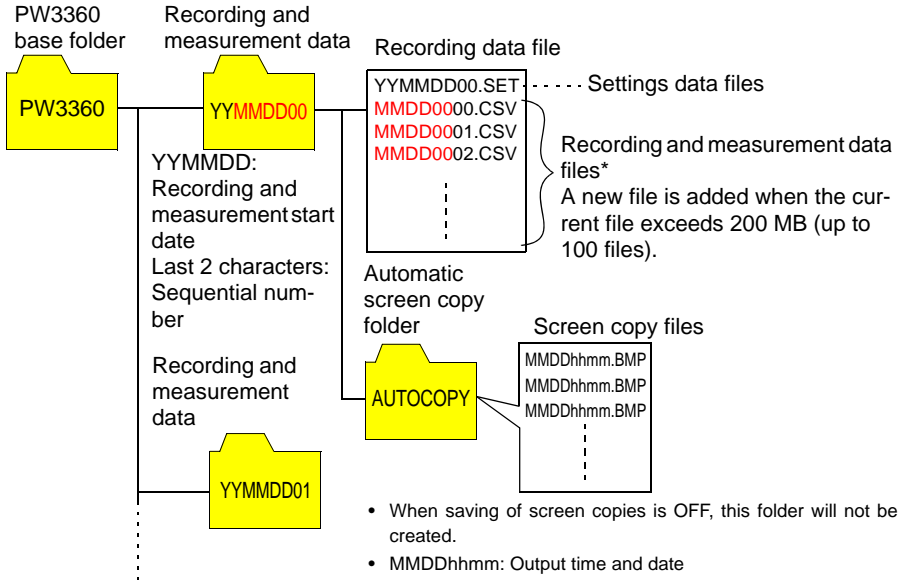 PW3360
base folder
Recording and
measurement data
Recording data file
PW3360
YYMMDD00
YYMMDD00.SET
MMDD0000.CSV
MMDD0001.CSV
MMDD0002.CSV
Settings data files
Recording and measurement data
files*
A new file is added when the cur-
rent file exceeds 200 MB (up to
100 files).
YYMMDD:
Recording and
measurement start
date
Last 2 characters:
Sequential num-
ber
Automatic
screen copy
folder
Screen copy files
AUTOCOPY
MMDDhhmm.BMP
MMDDhhmm.BMP
MMDDhhmm.BMP
Recording and
measurement
data
YYMMDD01
• When saving of screen copies is OFF, this folder will not be
created.
• MMDDhhmm: Output time and date